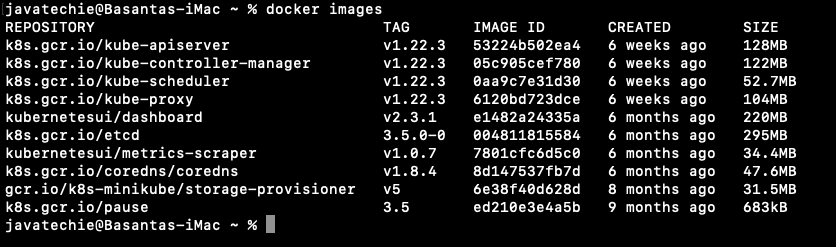 javatechie@Basantas-iMac ~ % docker images
REPOSITORY TAG IMAGE ID CREATED SIZE
k8s.gcr.io/kube-apiserver v1.22.3 53224b502ea4 6 weeks ago 128MB
k8s.gcr.io/kube-controller-manager v1.22.3 05c905cef780 6 weeks ago 122MB
k8s.gcr.io/kube-scheduler v1.22.3 0aa9c7e31d30 6 weeks ago 52.7MB
k8s.gcr.io/kube-proxy v1.22.3 6120bd723dce 6 weeks ago 104MB
kubernetesui/dashboard v2.3.1 e1482a24335a 6 months ago 220MB
k8s.gcr.io/etcd 3.5.0-0 004811815584 6 months ago 295MB
kubernetesui/metrics-scraper v1.0.7 7801cfc6d5c0 6 months ago 34.4MB
k8s.gcr.io/coredns/coredns v1.8.4 8d147537fb7d 6 months ago 47.6MB
gcr.io/k8s-minikube/storage-provisioner v5 6e38f40d628d 8 months ago 31.5MB
k8s.gcr.io/pause 3.5 ed210e3e4a5b 9 months ago 683kB
javatechie@Basantas-iMac ~ %